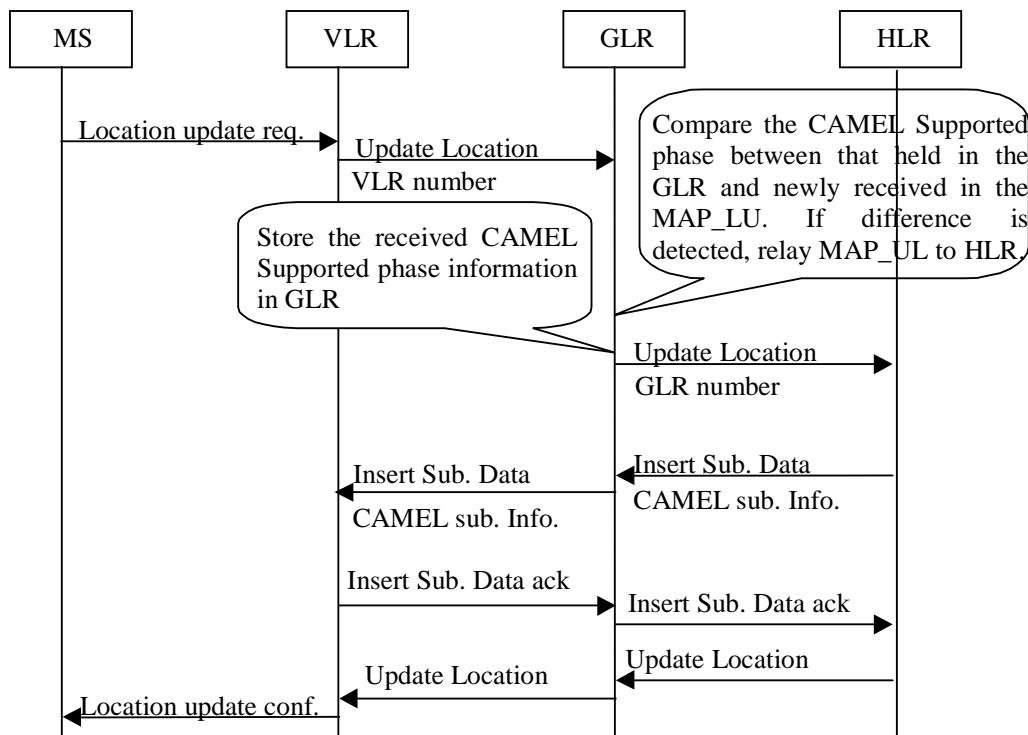 MS
VLR
GLR
HLR
Location update req.
Update Location
VLR number
Compare the CAMEL Supported
phase between that held in the
GLR and newly received in the
MAP_LU. If difference is
detected, relay MAP_UL to HLR.
Store the received CAMEL
Supported phase information
in GLR
Update Location
GLR number
Insert Sub. Data
CAMEL sub. Info.
Insert Sub. Data
CAMEL sub. Info.
Insert Sub. Data ack
Insert Sub. Data ack
Update Location
Update Location
Location update conf.